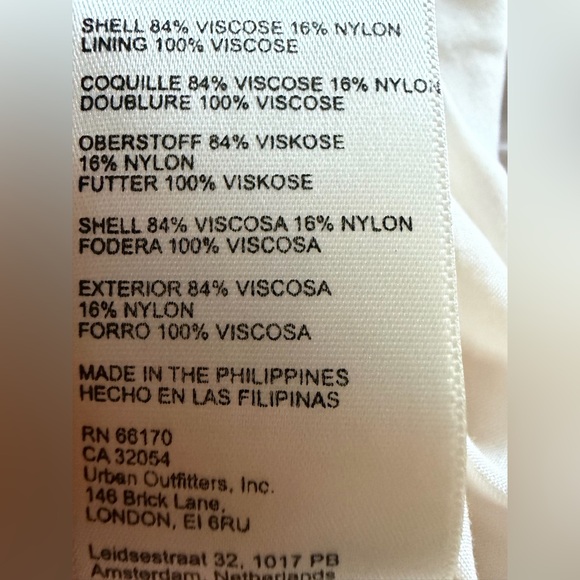 SHELL 84% VISCOSE 16% NYLON
LINING 100% VISCOSE
COQUILLE 84% VISCOSE 16% NYLON
DOUBLURE 100% VISCOSE
OBERSTOFF 84% VISKOSE
16% NYLON
FUTTER 100% VISKOSE
SHELL 84% VISCOSA 16% NYLON
FODERA 100% VISCOSA
EXTERIOR 84% VISCOSA
16% NYLON
FORRO 100% VISCOSA
MADE IN THE PHILIPPINES
HECHO EN LAS FILIPINAS
RN 66170
CA 32054
Urban Outfitters, Inc.
146 Brick Lane,
LONDON, EI 6RU
Leidsestraat 32, 1017 PB
Amsterdam, Netherlands